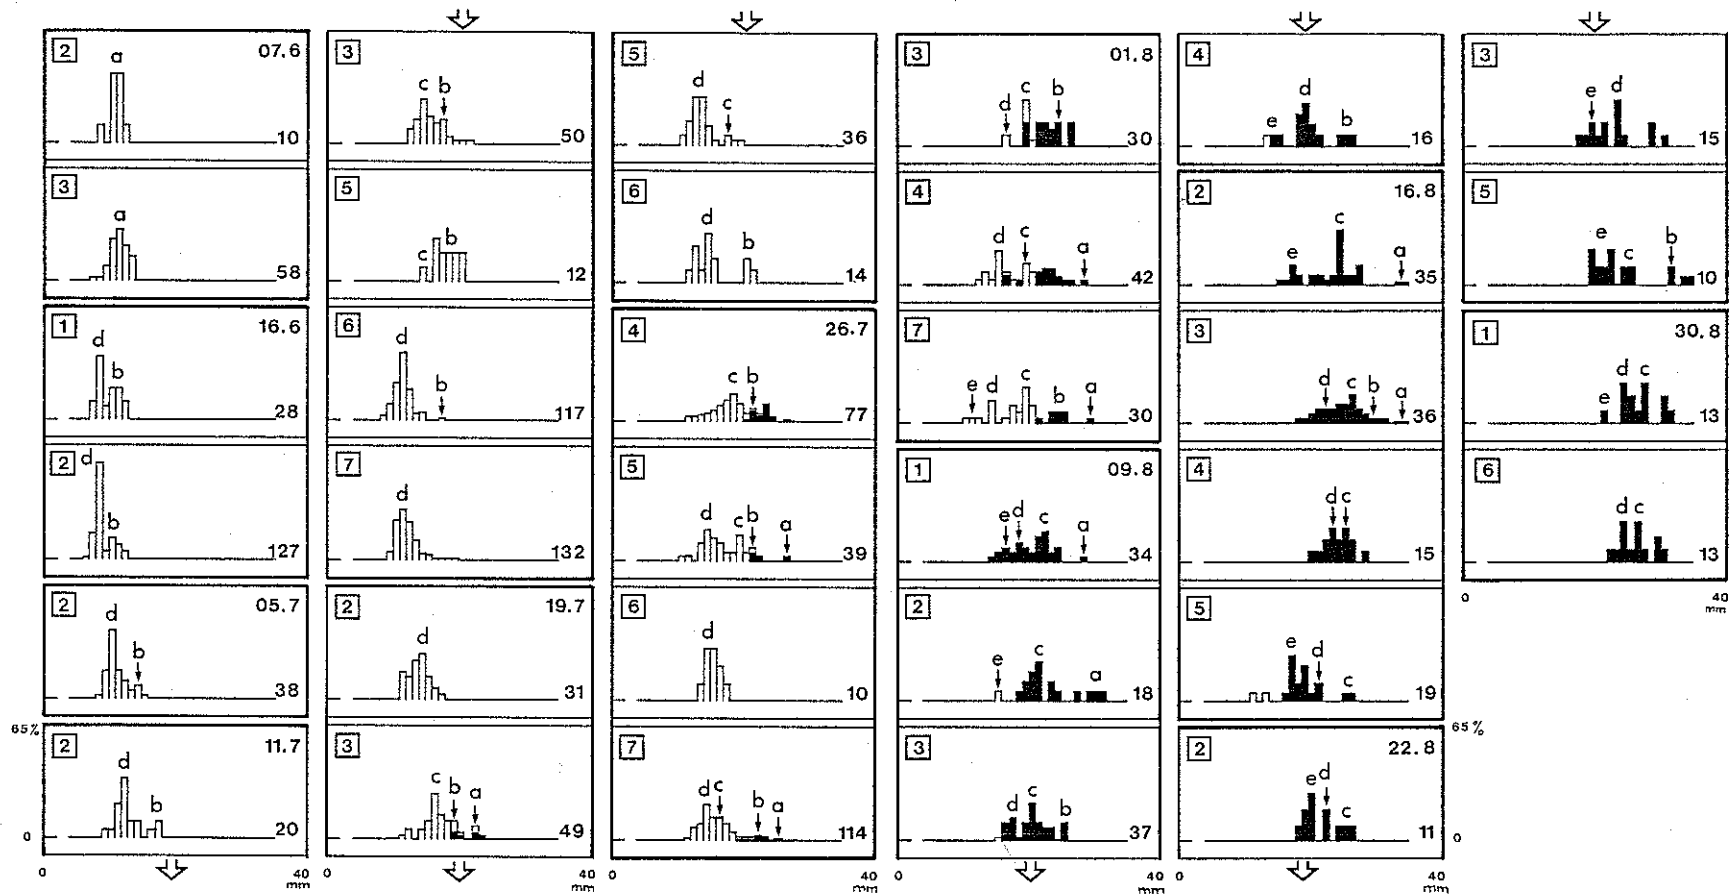 2 07.6
a
10
3
a
58
1 16.6
d
b
28
2
d
b
127
2 05.7
d
b
38
65%
2 11.7
d
b
0
20
0 40
mm
3
c b
50
5
c b
12
6
d
b
117
7
d
132
2 19.7
d
31
3
c b a
49
0 40
mm
5
d
c
36
6
d
b
14
4 26.7
c b
77
5
d c b a
39
6
d
10
7
d c
b a
114
0 40
mm
3 01.8
d c b
30
4
d c a
42
7
e d c b a
30
1 09.8
e d c a
34
2
e c a
18
3
d c b
37
0 40
mm
4
d
e b
16
2 16.8
c
e a
35
3
d c b a
36
4
d c
15
5
e d c
19
65%
2 22.8
e d
c
11
0
0 40
mm
3
e d
15
5
e c b
10
1 30.8
d c
e
13
6
d c
13
0 40
mm